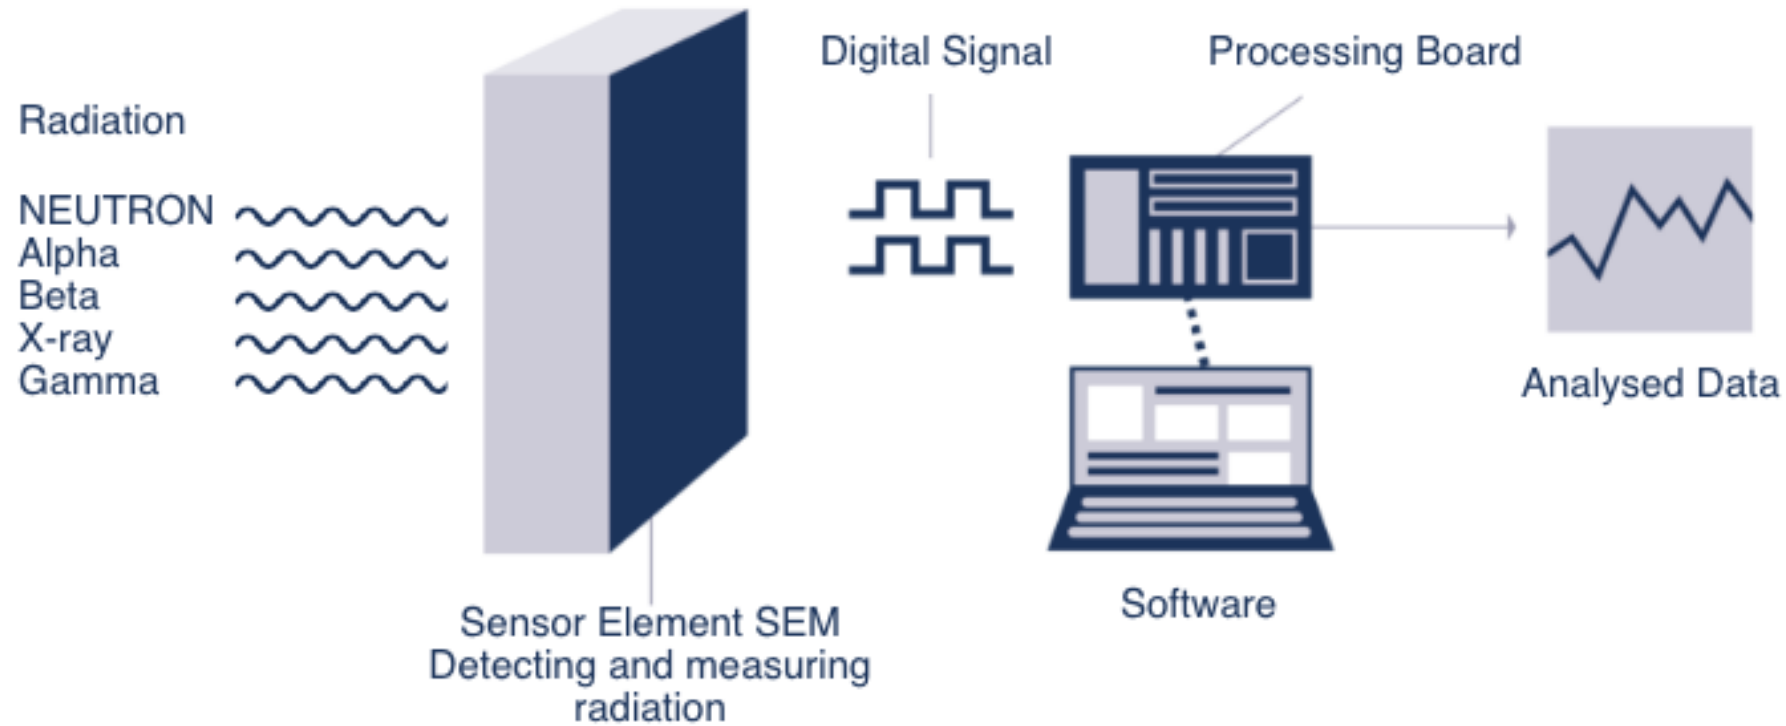 Radiation
NEUTRON
Alpha
Beta
X-ray
Gamma
Sensor Element SEM
Detecting and measuring
radiation
Digital Signal
Processing Board
Software
Analysed Data